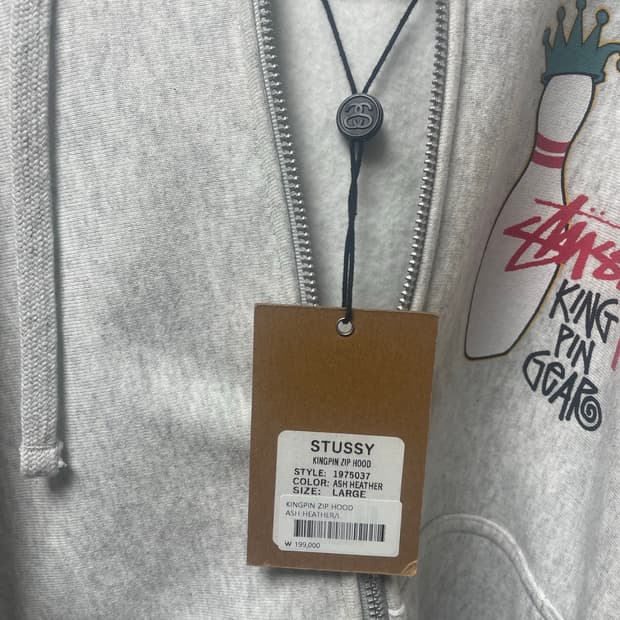 STÜSSY
KING
PIN
GEAR
STUSSY
KINGPIN ZIP HOOD
STYLE: 1975037
COLOR: ASH HEATHER
SIZE: LARGE
KINGPIN ZIP HOOD
ASH HEATHER/L
₩ 199,000